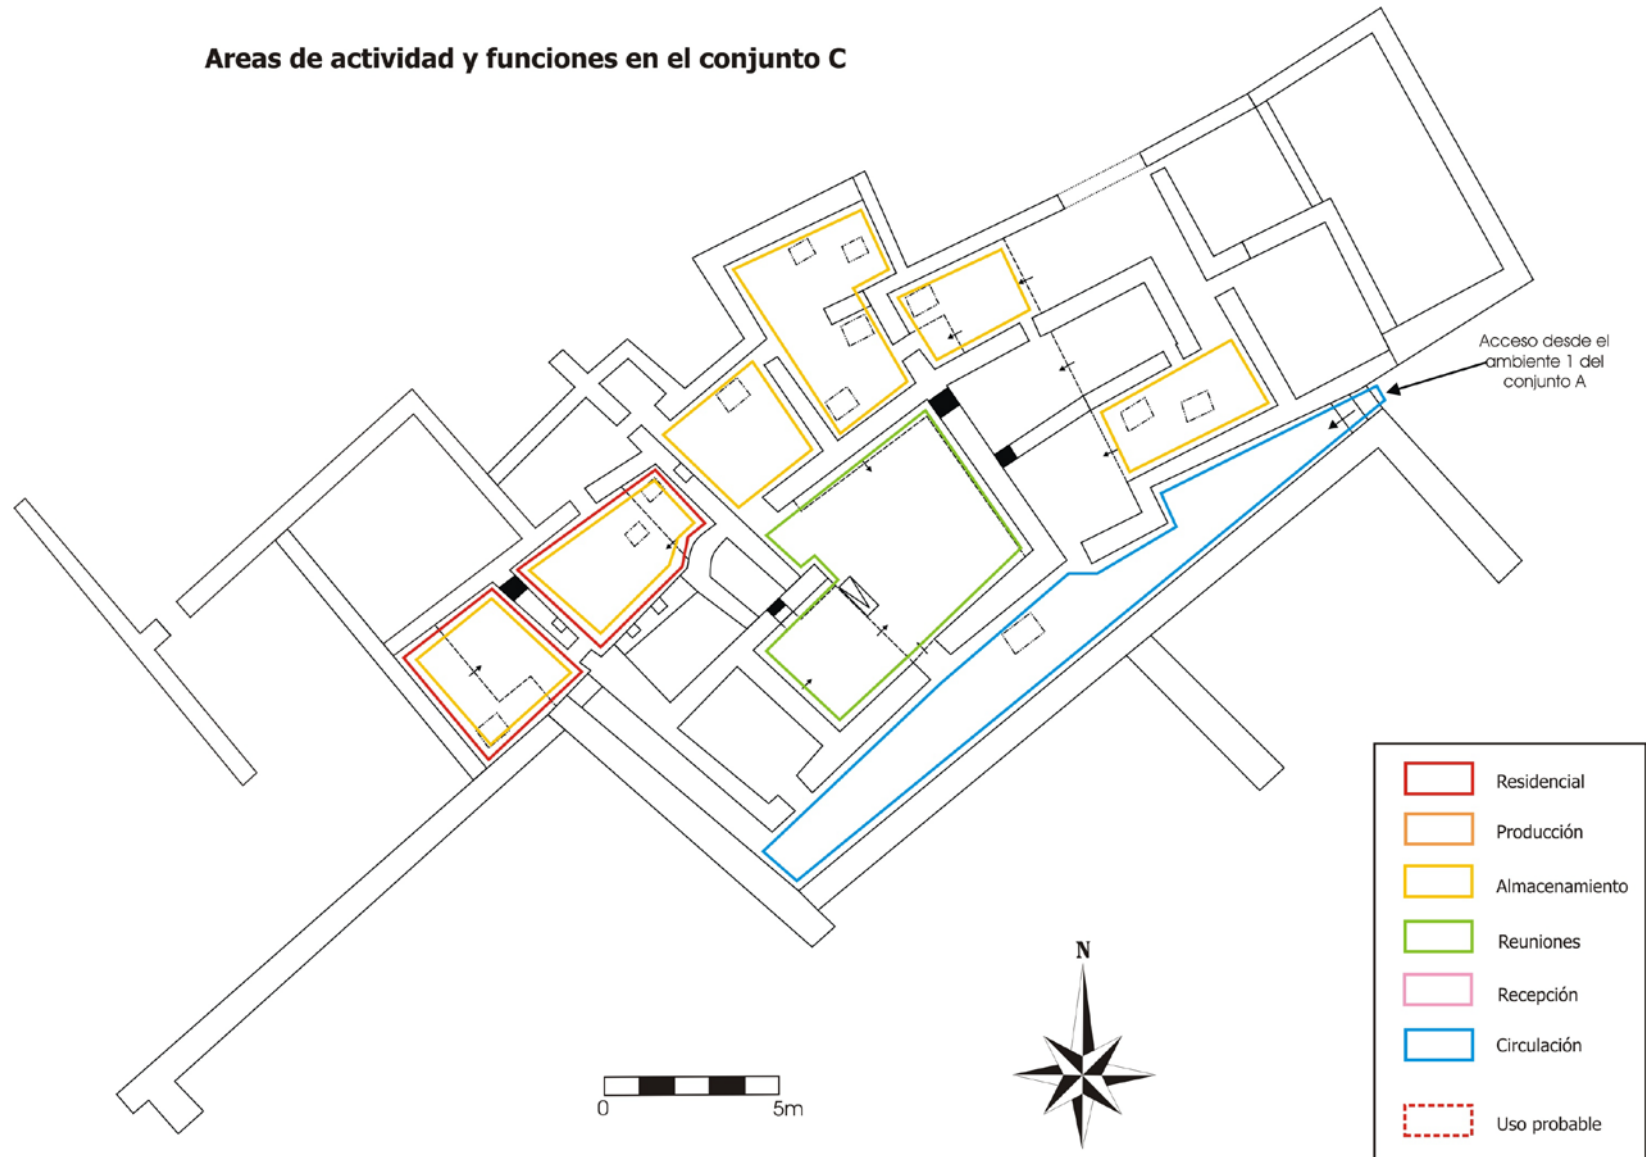 Areas de actividad y funciones en el conjunto C
Acceso desde el
ambiente 1 del
conjunto A
Residencial
Producción
Almacenamiento
Reuniones
Recepción
Circulación
Uso probable
N
0 5m